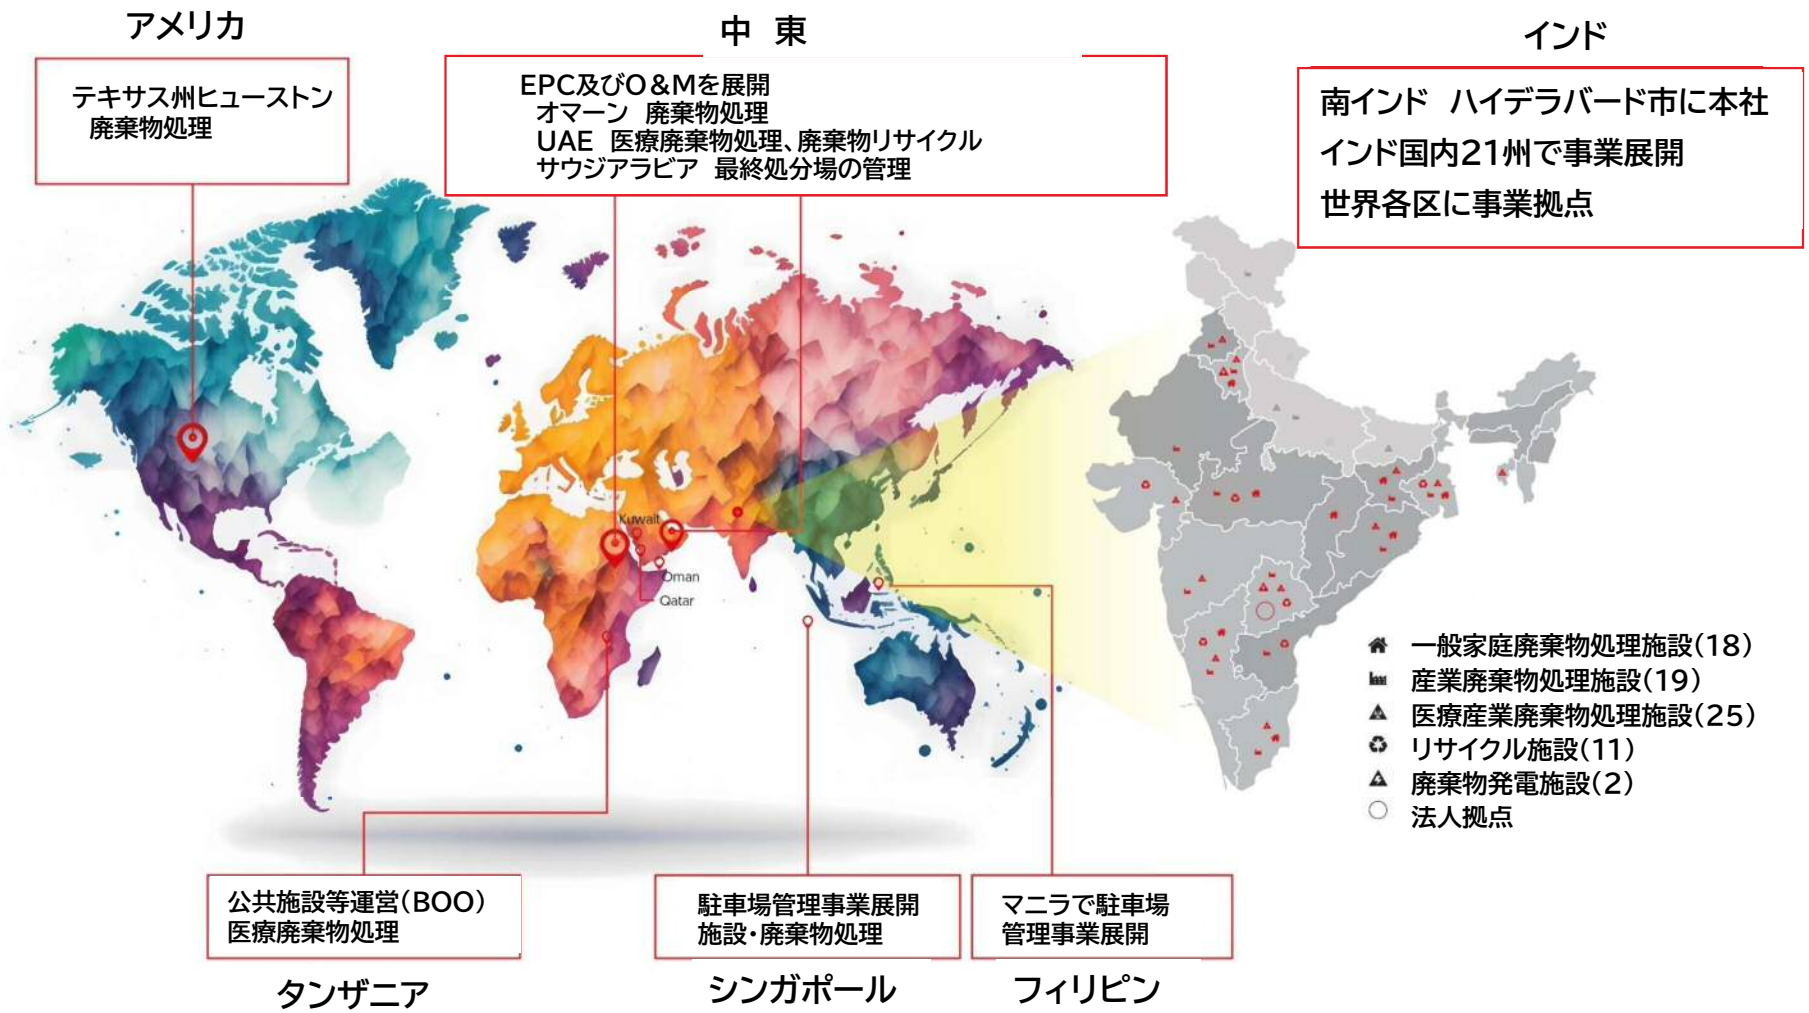 アメリカ
テキサス州ヒューストン
廃棄物処理
中 東
EPC及びO&Mを展開
オマーン 廃棄物処理
UAE 医療廃棄物処理、廃棄物リサイクル
サウジアラビア 最終処分場の管理
インド
南インド ハイデラバード市に本社
インド国内21州で事業展開
世界各区に事業拠点
Kuwait
Oman
Qatar
一般家庭廃棄物処理施設(18)
産業廃棄物処理施設(19)
医療産業廃棄物処理施設(25)
リサイクル施設(11)
廃棄物発電施設(2)
法人拠点
公共施設等運営(BOO)
医療廃棄物処理
タンザニア
駐車場管理事業展開
施設・廃棄物処理
シンガポール
マニラで駐車場
管理事業展開
フィリピン